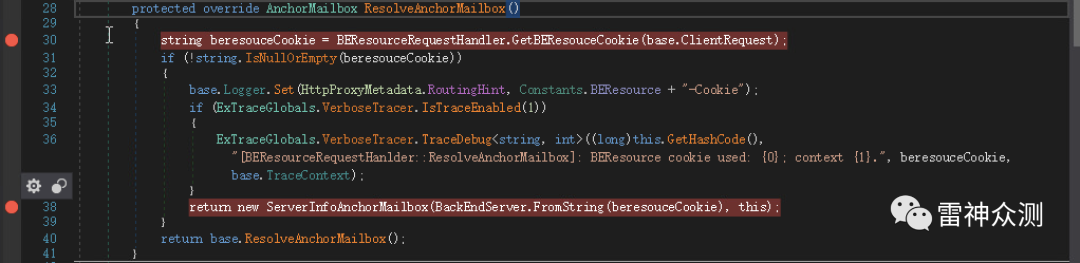 28 protected override AnchorMailbox ResolveAnchorMailbox()
29 {
30 string beresouceCookie = BEResourceRequestHandler.GetBEResouceCookie(base.ClientRequest);
31 if (!string.IsNullOrEmpty(beresouceCookie))
32 {
33 base.Logger.Set(HttpProxyMetadata.RoutingHint, Constants.BEResource + "-Cookie");
34 if (ExTraceGlobals.VerboseTracer.IsTraceEnabled(1))
35 {
36 ExTraceGlobals.VerboseTracer.TraceDebug<string, int>((long)this.GetHashCode(),
"[BEResourceRequestHanlder::ResolveAnchorMailbox]: BEResource cookie used: {0}; context {1}.", beresouceCookie,
base.TraceContext);
}
38 return new ServerInfoAnchorMailbox(BackEndServer.FromString(beresouceCookie), this);
39 }
40 return base.ResolveAnchorMailbox();
41 }
雷神众测